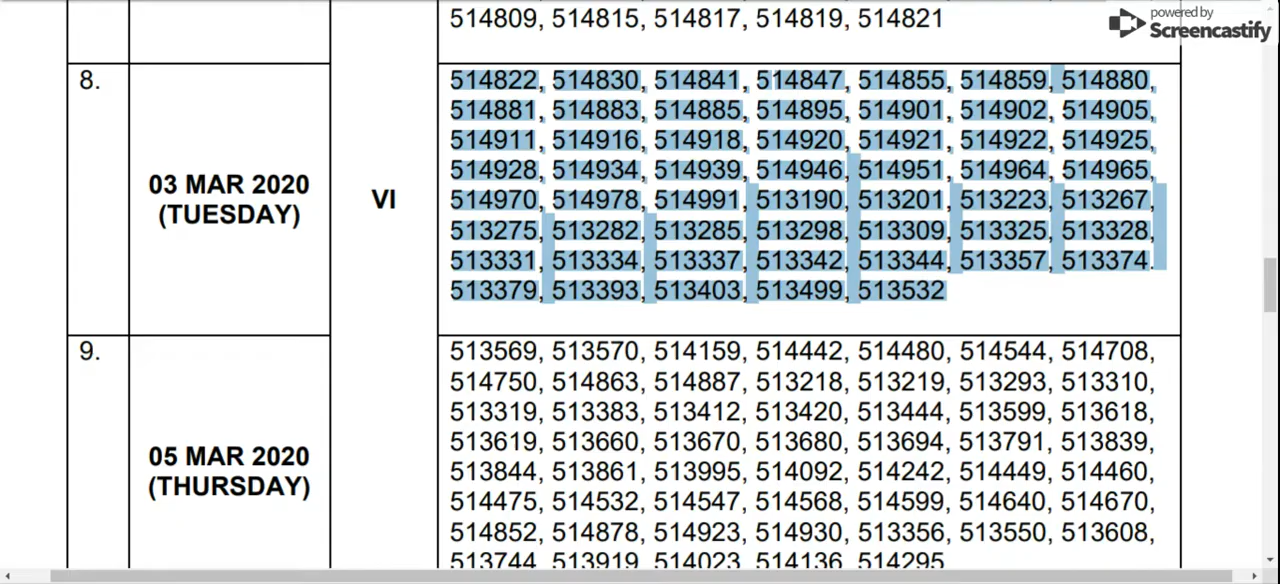 514809, 514815, 514817, 514819, 514821
powered by
Screencastify
8.
03 MAR 2020
(TUESDAY)
VI
514822, 514830, 514841, 514847, 514855, 514859, 514880,
514881, 514883, 514885, 514895, 514901, 514902, 514905,
514911, 514916, 514918, 514920, 514921, 514922, 514925,
514928, 514934, 514939, 514946, 514951, 514964, 514965,
514970, 514978, 514991, 513190, 513201, 513223, 513267,
513275, 513282, 513285, 513298, 513309, 513325, 513328,
513331, 513334, 513337, 513342, 513344, 513357, 513374.
513379, 513393, 513403, 513499, 513532
9.
05 MAR 2020
(THURSDAY)
513569, 513570, 514159, 514442, 514480, 514544, 514708,
514750, 514863, 514887, 513218, 513219, 513293, 513310,
513319, 513383, 513412, 513420, 513444, 513599, 513618,
513619, 513660, 513670, 513680, 513694, 513791, 513839,
513844, 513861, 513995, 514092, 514242, 514449, 514460,
514475, 514532, 514547, 514568, 514599, 514640, 514670,
514852, 514878, 514923, 514930, 513356, 513550, 513608,
513744, 513919, 514023, 514136, 514295